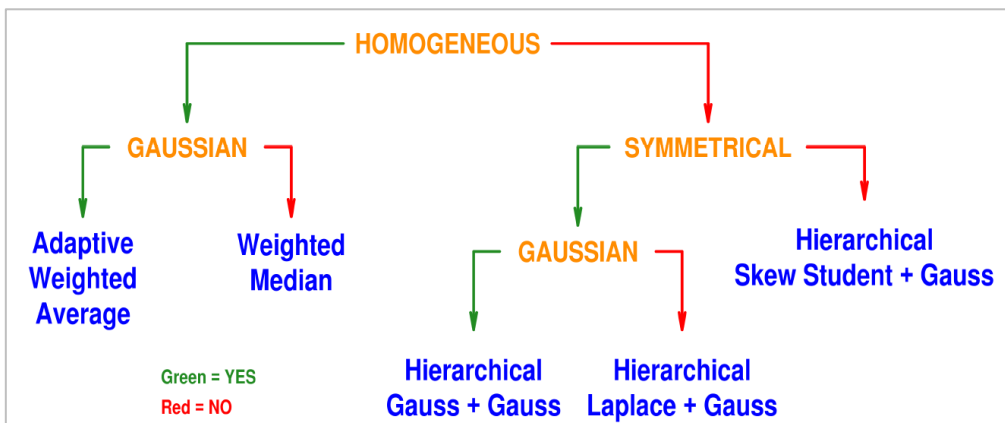 HOMOGENEOUS
GAUSSIAN
SYMMETRICAL
Adaptive
Weighted
Average
Weighted
Median
GAUSSIAN
Hierarchical
Skew Student + Gauss
Hierarchical
Gauss + Gauss
Hierarchical
Laplace + Gauss
Green = YES
Red = NO